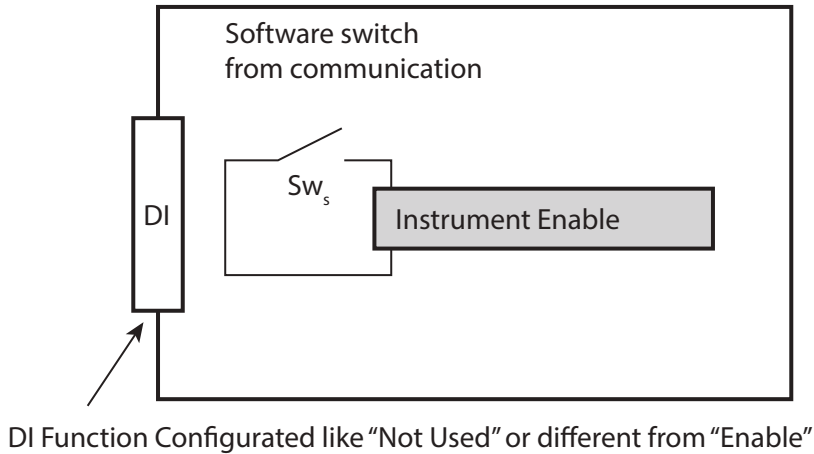 Software switch
from communication
Sws
DI
Instrument Enable
DI Function Configurated like “Not Used” or different from “Enable”